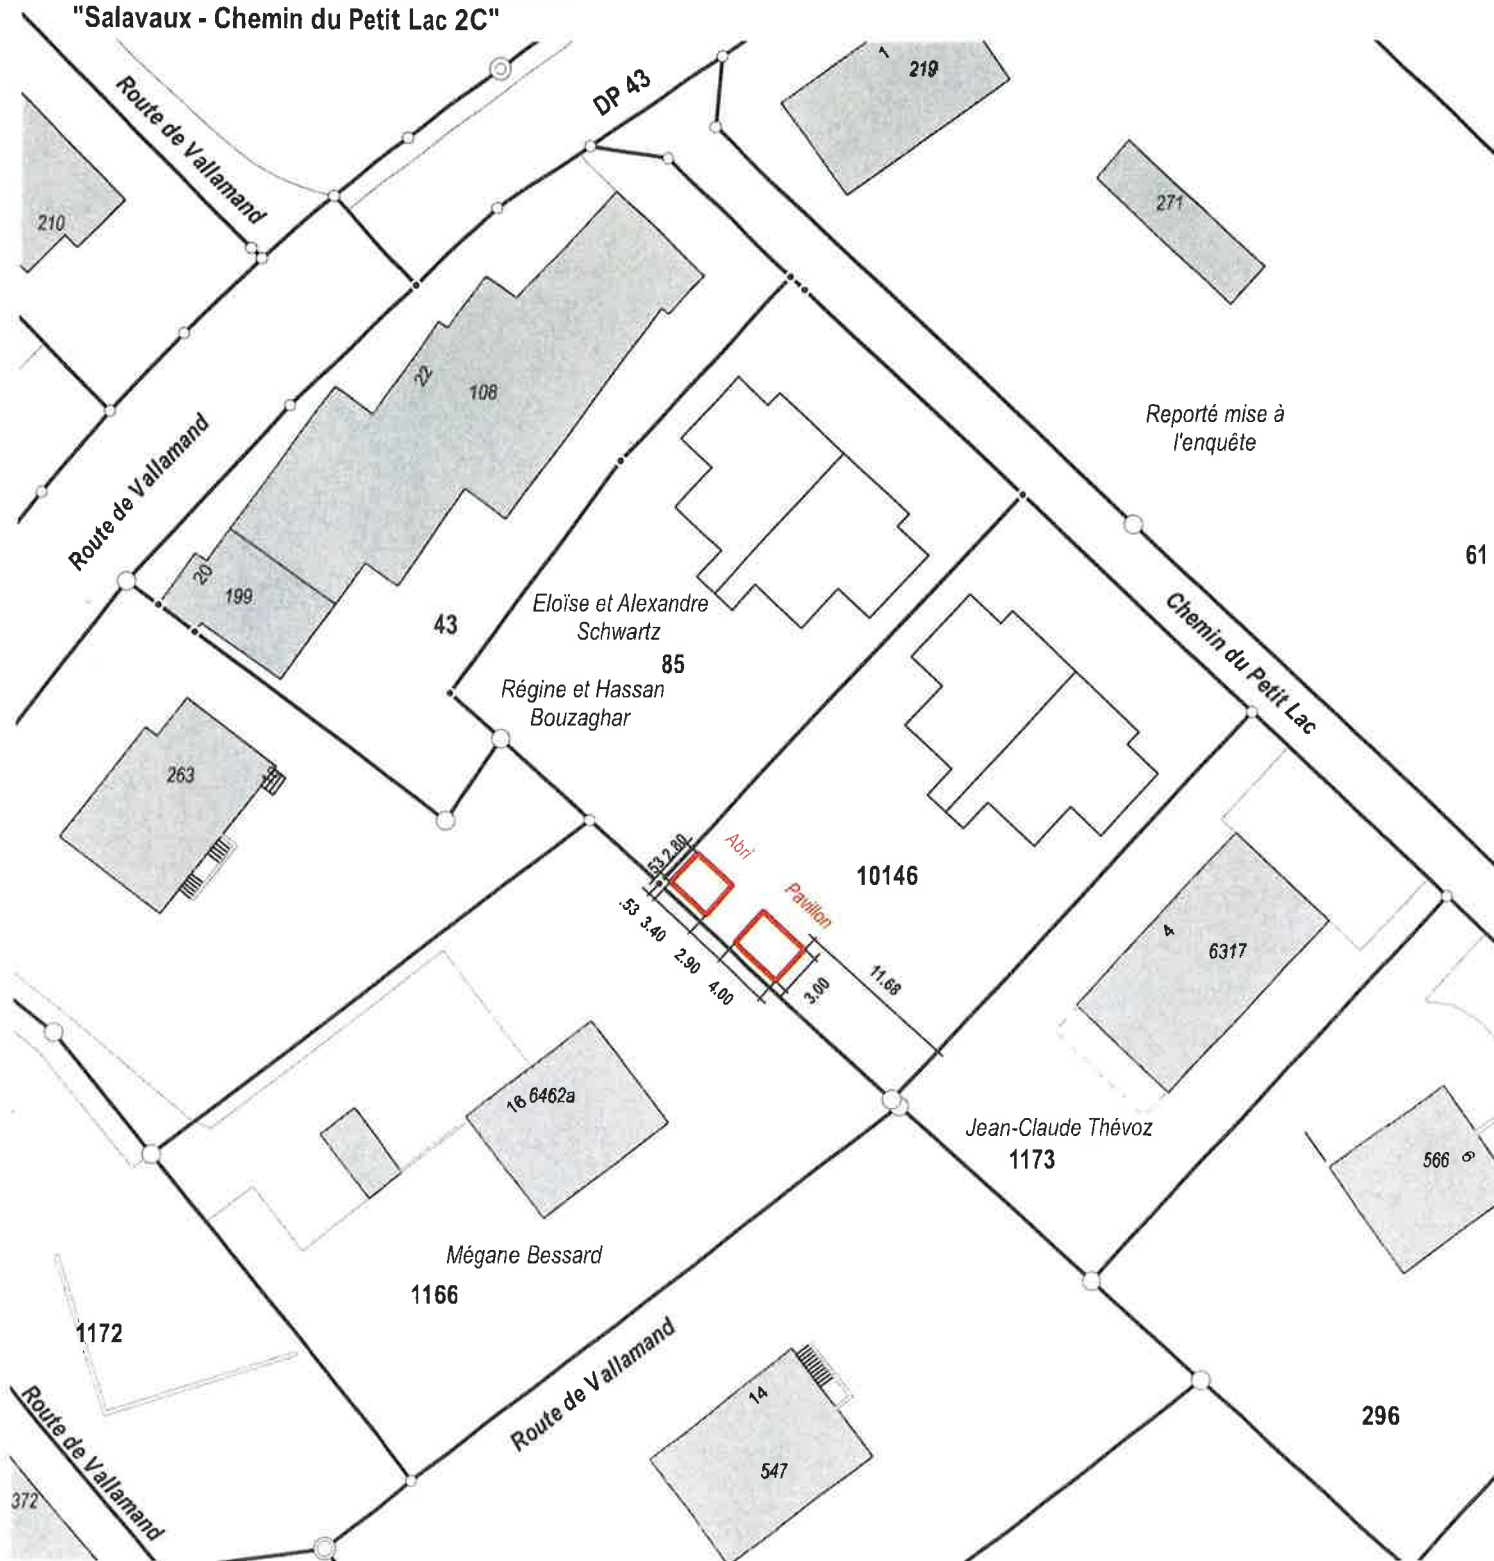 "Salavaux - Chemin du Petit Lac 2C"
1
219
DP 43
Route de Vallamand
271
210
22
108
Reporté mise à
l'enquête
Route de Vallamand
61
20
199
43
Eloïse et Alexandre
Schwartz
85
Chemin du Petit Lac
Régine et Hassan
Bouzaghar
263
.53
2.80
Abri
Pavillon
10146
.53
3.40
2.90
4.00
3.00
11.68
4
6317
16
6462a
Jean-Claude Thévoz
1173
566
6
Mégane Bessard
1166
1172
Route de Vallamand
14
547
296
Route de Vallamand
372